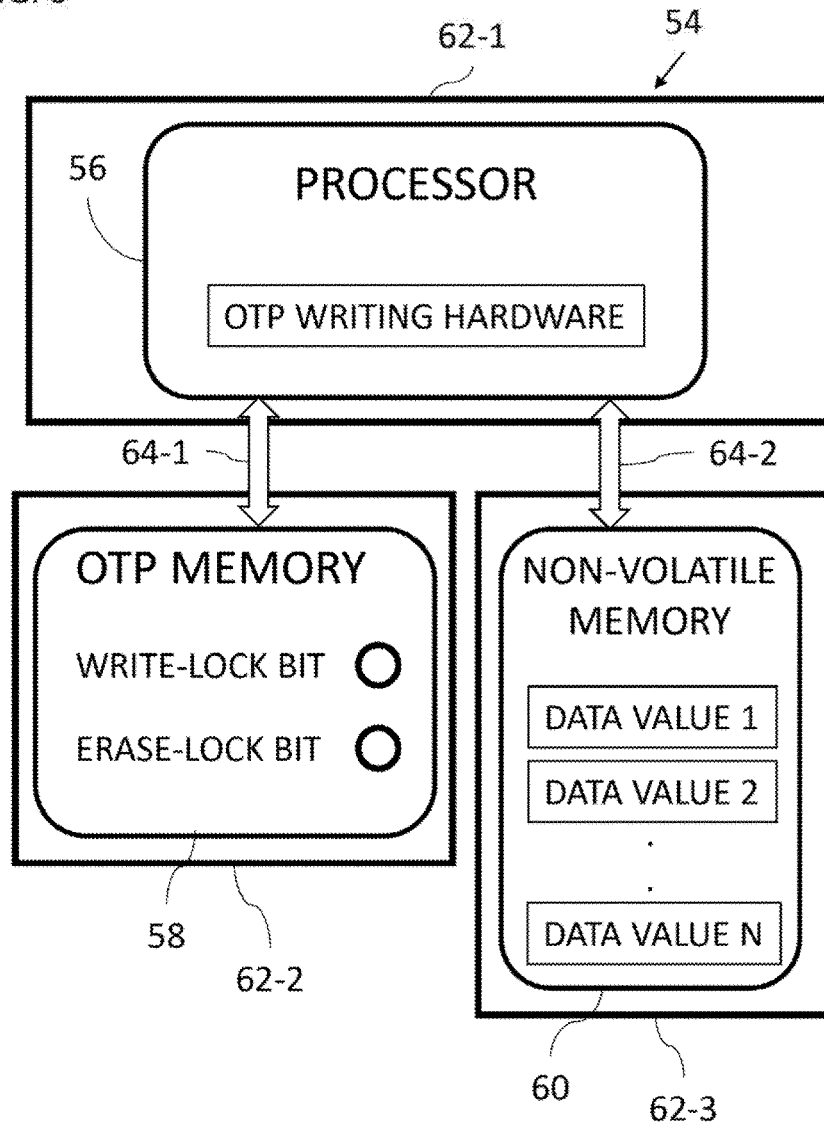 54
62-1
56
PROCESSOR
OTP WRITING HARDWARE
64-1
64-2
OTP MEMORY
WRITE-LOCK BIT
ERASE-LOCK BIT
58
62-2
NON-VOLATILE
MEMORY
DATA VALUE 1
DATA VALUE 2
.
.
DATA VALUE N
60
62-3